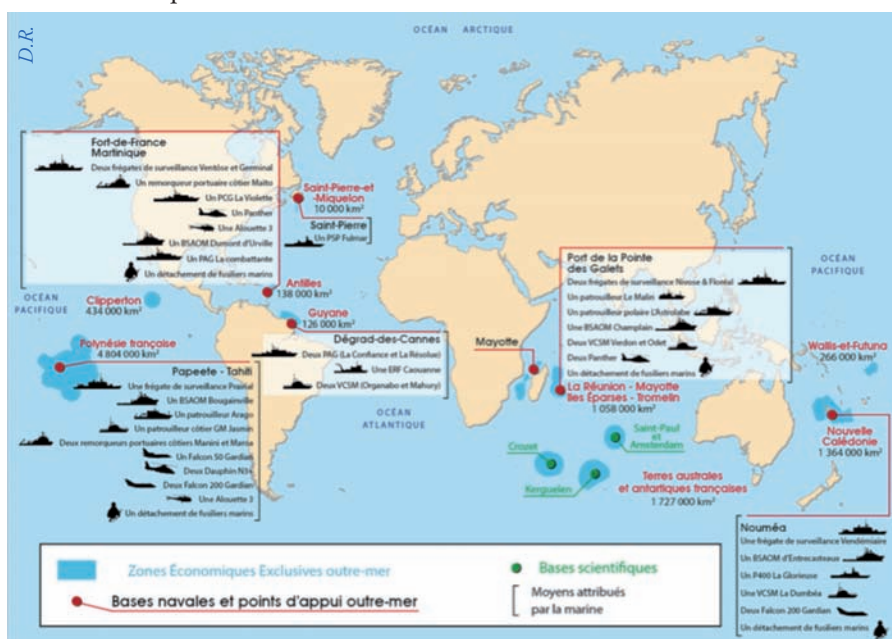 D.R.
OCÉAN ARCTIQUE
Fort-de-France
Martinique
Deux frégates de surveillance Ventôse et Germinal
Un remorqueur portuaire côtier Maïto
Un PCG La Violette
Un Panther
Une Alouette 3
Un BSAOM Dumont d'Urville
Un PAG La combattante
Un détachement de fusiliers marins
Saint-Pierre-et
-Miquelon
10 000 km²
Saint-Pierre
Un PSP Fulmar
Antilles
138 000 km²
OCÉAN
PACIFIQUE
Clipperton
434 000 km²
Guyane
126 000 km²
Dégrad-des-Cannes
Deux PAG (La Confiance et La Résolue)
Une ERF Caouanne
Deux VCSM (Organabo et Mahury)
Polynésie française
4 804 000 km²
Papeete - Tahiti
Une frégate de surveillance Prairial
Un BSAOM Bougainville
Un patrouilleur Arago
Un patrouilleur côtier GM Jasmin
Deux remorqueurs portuaires côtiers Manini et Maroa
Un Falcon 50 Gardian
Deux Dauphin N3+
Deux Falcon 200 Gardian
Une Alouette 3
Un détachement de fusiliers marins
OCÉAN
ATLANTIQUE
Port de la Pointe
des Galets
Deux frégates de surveillance Nivose & Floréal
Un patrouilleur Le Malin
Un patrouilleur polaire L'Astrolabe
Une BSAOM Champlain
Deux VCSM Verdon et Odet
Deux Panther
Un détachement de fusiliers marins
Mayotte
La Réunion - Mayotte
Iles Éparses - Tromelin
1 058 000 km²
OCÉAN
PACIFIQUE
Wallis-et-Futuna
266 000 km²
Nouvelle
Calédonie
1 364 000 km²
Saint-Paul
et
Amsterdam
Crozet
Kerguelen
Terres australes
et antartiques françaises
1 727 000 km²
Nouméa
Une frégate de surveillance Vendémiaire
Un BSAOM d'Entrecasteaux
Un P400 La Glorieuse
Une VCSM La Dumbéa
Deux Falcon 200 Gardian
Un détachement de fusiliers marins
Zones Économiques Exclusives outre-mer
Bases navales et points d'appui outre-mer
Bases scientifiques
Moyens attribués
par la marine